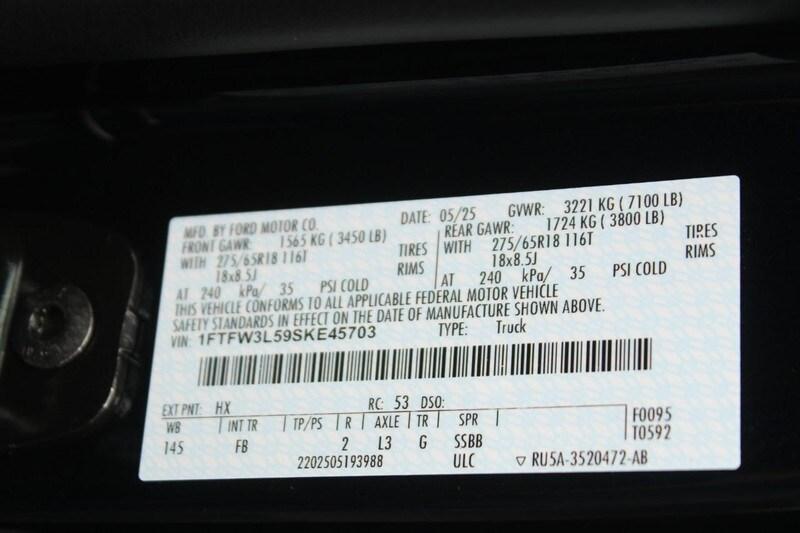 MFD. BY FORD MOTOR CO. DATE: 05/25 GVWR: 3221 KG ( 7100 LB)
FRONT GAWR: 1565 KG ( 3450 LB) REAR GAWR: 1724 KG ( 3800 LB)
WITH 275/65R18 116T TIRES WITH 275/65R18 116T TIRES
18x8.5J RIMS 18x8.5J RIMS
AT 240 kPa/ 35 PSI COLD AT 240 kPa/ 35 PSI COLD
THIS VEHICLE CONFORMS TO ALL APPLICABLE FEDERAL MOTOR VEHICLE
SAFETY STANDARDS IN EFFECT ON THE DATE OF MANUFACTURE SHOWN ABOVE.
VIN: 1FTFW3L59SKE45703 TYPE: Truck
EXT PNT: HX RC: 53 DSO:
WB INT TR TP/PS R AXLE TR SPR F0095
145 FB 2 L3 G SSBB T0592
2202505193988 ULC ▽ RU5A-3520472-AB